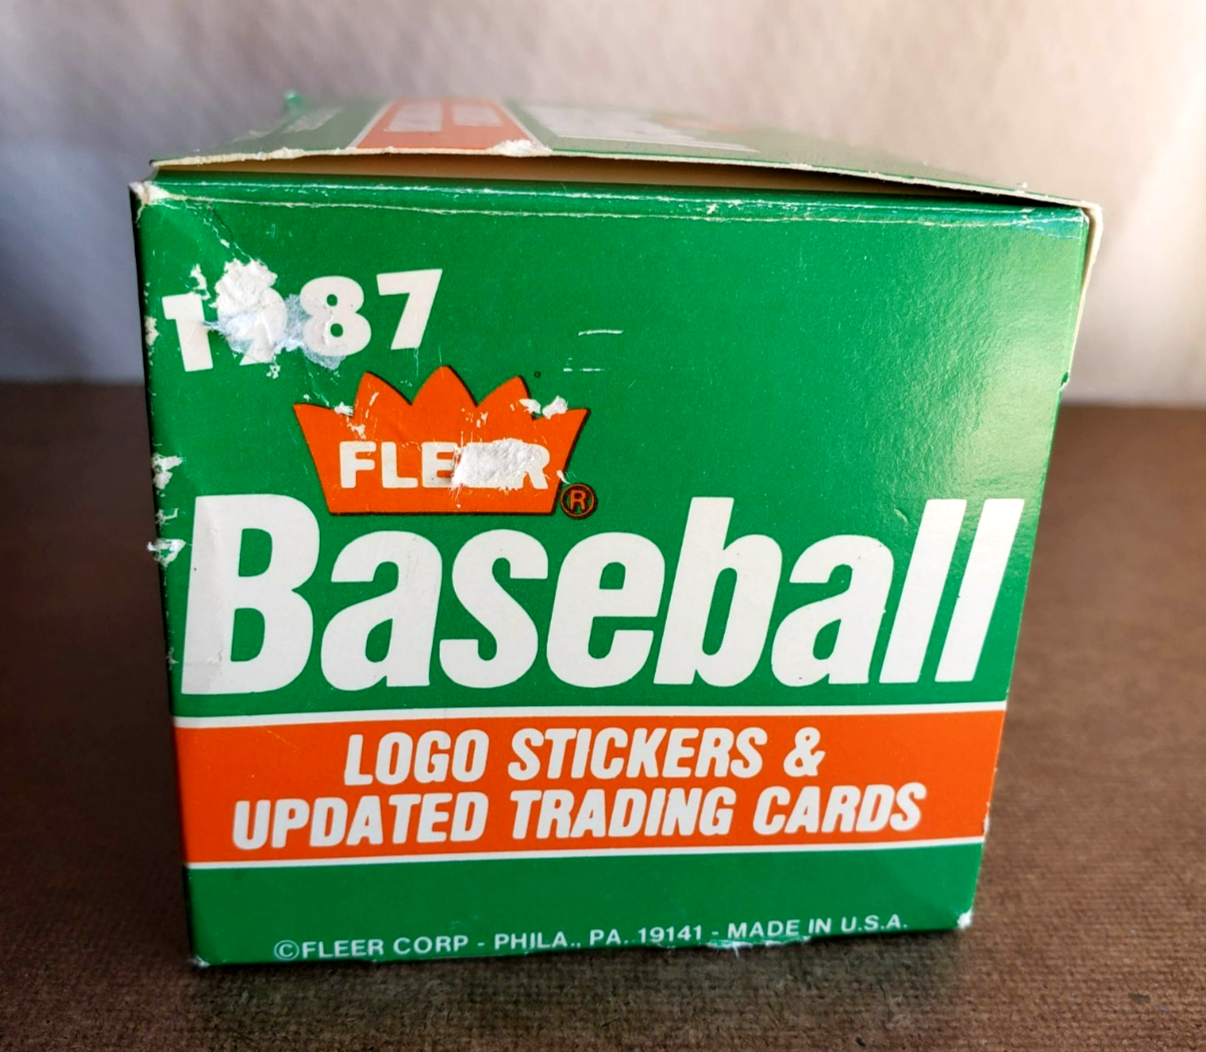 1987
FLEER®
Baseball
LOGO STICKERS &
UPDATED TRADING CARDS
©FLEER CORP - PHILA., PA. 19141 - MADE IN U.S.A.